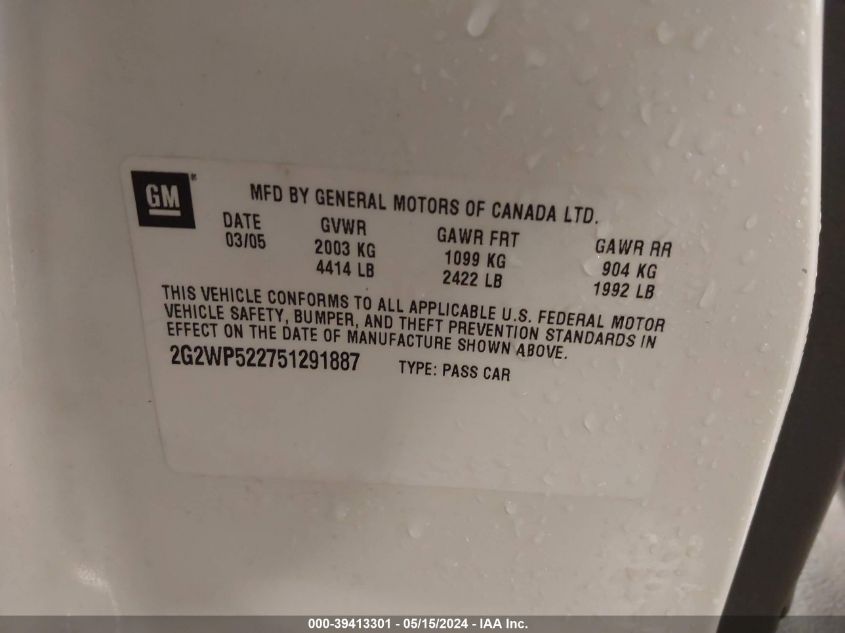 GM
MFD BY GENERAL MOTORS OF CANADA LTD.
DATE GVWR GAWR FRT GAWR RR
03/05 2003 KG 1099 KG 904 KG
4414 LB 2422 LB 1992 LB
THIS VEHICLE CONFORMS TO ALL APPLICABLE U.S. FEDERAL MOTOR
VEHICLE SAFETY, BUMPER, AND THEFT PREVENTION STANDARDS IN
EFFECT ON THE DATE OF MANUFACTURE SHOWN ABOVE.
2G2WP522751291887 TYPE: PASS CAR
000-39413301 - 05/15/2024 - IAA Inc.